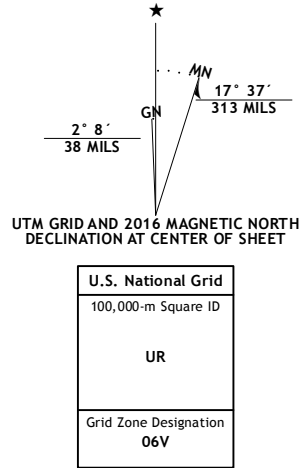 ★
MN
GN
17° 37´
313 MILS
2° 8´
38 MILS
UTM GRID AND 2016 MAGNETIC NORTH
DECLINATION AT CENTER OF SHEET
U.S. National Grid
100,000-m Square ID
UR
Grid Zone Designation
06V